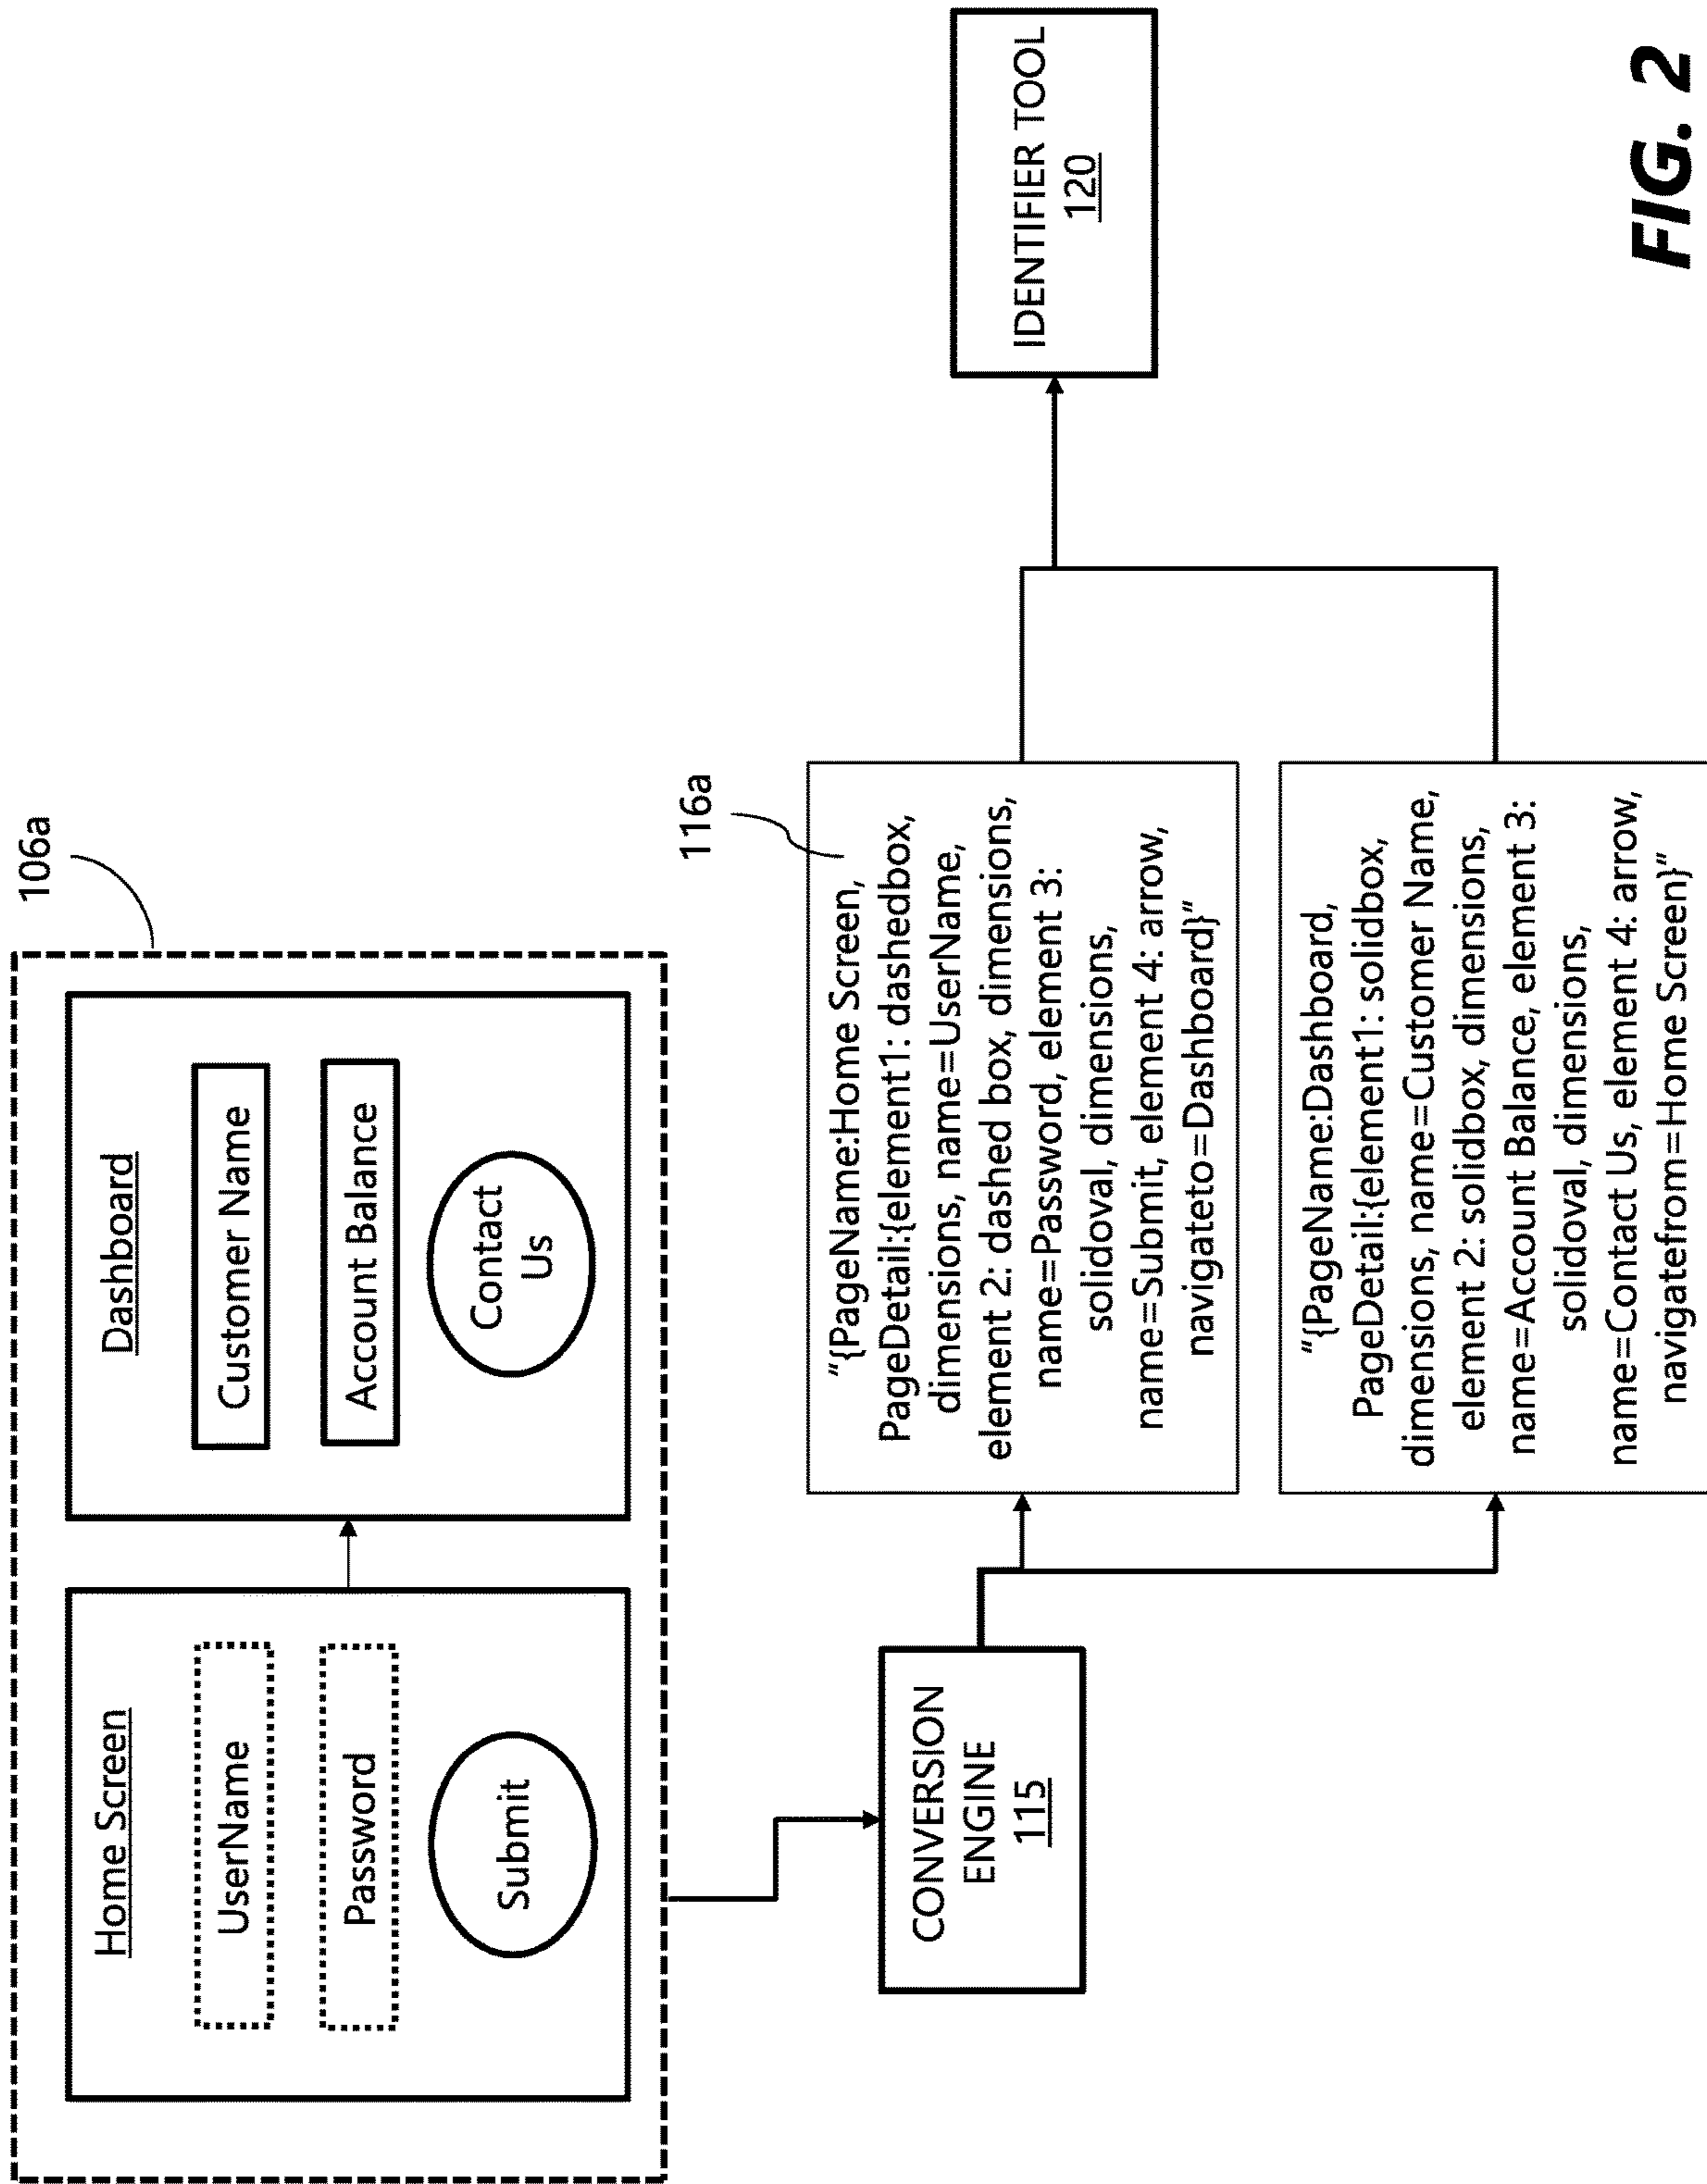 106a
Home Screen
UserName
Password
Submit
Dashboard
Customer Name
Account Balance
Contact
Us
CONVERSION
ENGINE
115
116a
"{PageName:Home Screen,
PageDetail:{element1: dashedbox,
dimensions, name=UserName,
element 2: dashed box, dimensions,
name=Password, element 3:
solidoval, dimensions,
name=Submit, element 4: arrow,
navigateto=Dashboard}"
"{PageName:Dashboard,
PageDetail:{element1: solidbox,
dimensions, name=Customer Name,
element 2: solidbox, dimensions,
name=Account Balance, element 3:
solidoval, dimensions,
name=Contact Us, element 4: arrow,
navigatefrom=Home Screen}"
IDENTIFIER TOOL
120
FIG. 2